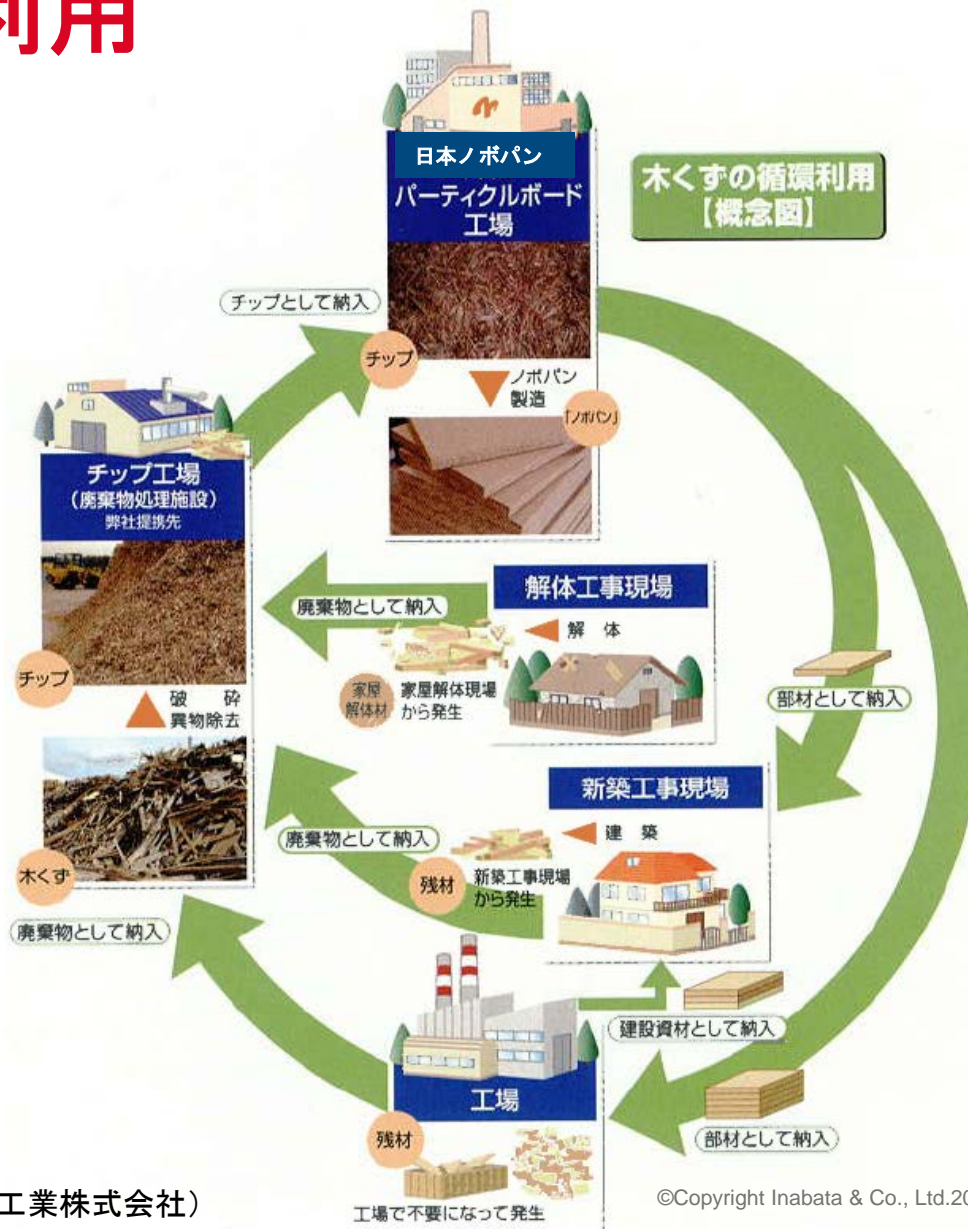 利用
日本ノボパン
パーティクルボード
工場
木くずの循環利用
【概念図】
チップとして納入
チップ
ノボパン
製造
「ノボパン」
チップ工場
（廃棄物処理施設）
弊社提携先
チップ
破　砕
異物除去
木くず
解体工事現場
廃棄物として納入
解　体
家屋
解体材
家屋解体現場
から発生
部材として納入
新築工事現場
廃棄物として納入
建　築
残材
新築工事現場
から発生
廃棄物として納入
建設資材として納入
工場
残材
部材として納入
工場で不要になって発生
工業株式会社）
©Copyright Inabata & Co., Ltd.20